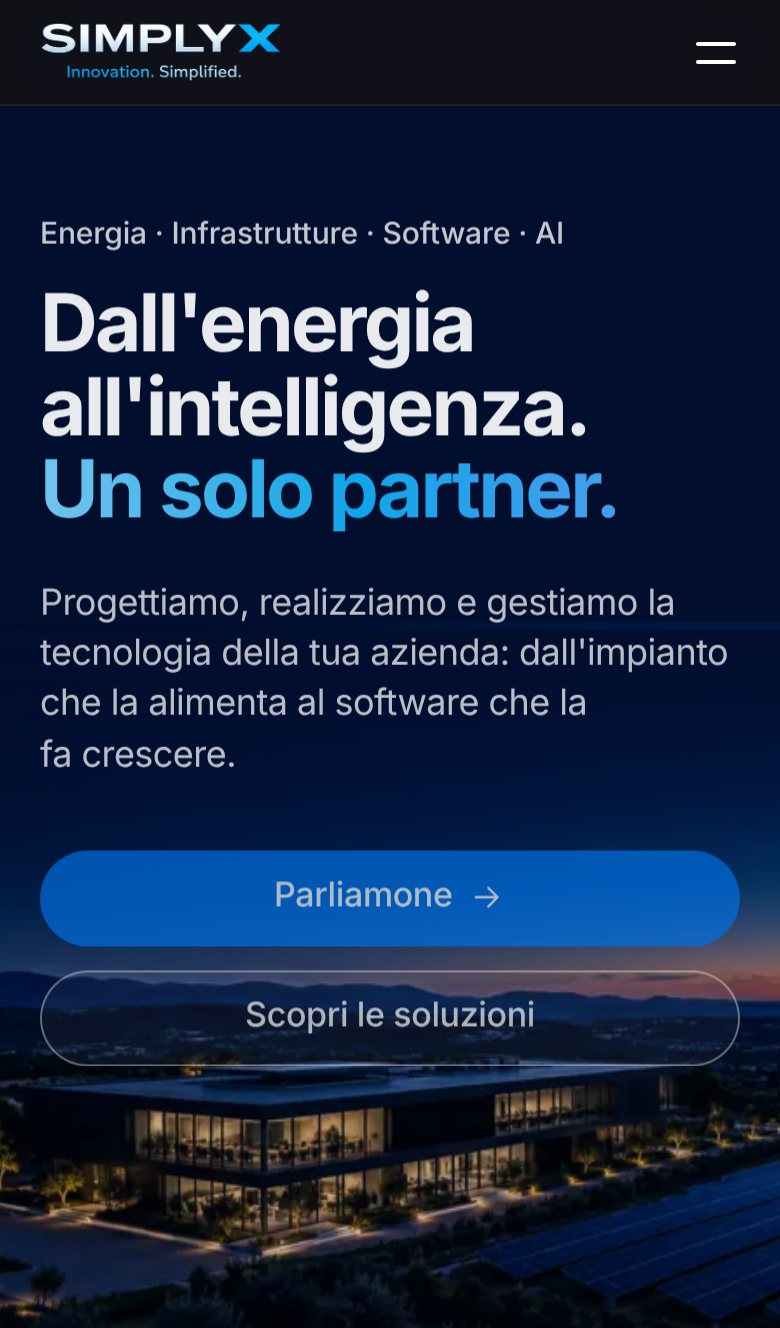 SIMPLYX
Innovation. Simplified.
Energia · Infrastrutture · Software · AI
Dall'energia
all'intelligenza.
Un solo partner.
Progettiamo, realizziamo e gestiamo la
tecnologia della tua azienda: dall'impianto
che la alimenta al software che la
fa crescere.
Parliamone →
Scopri le soluzioni